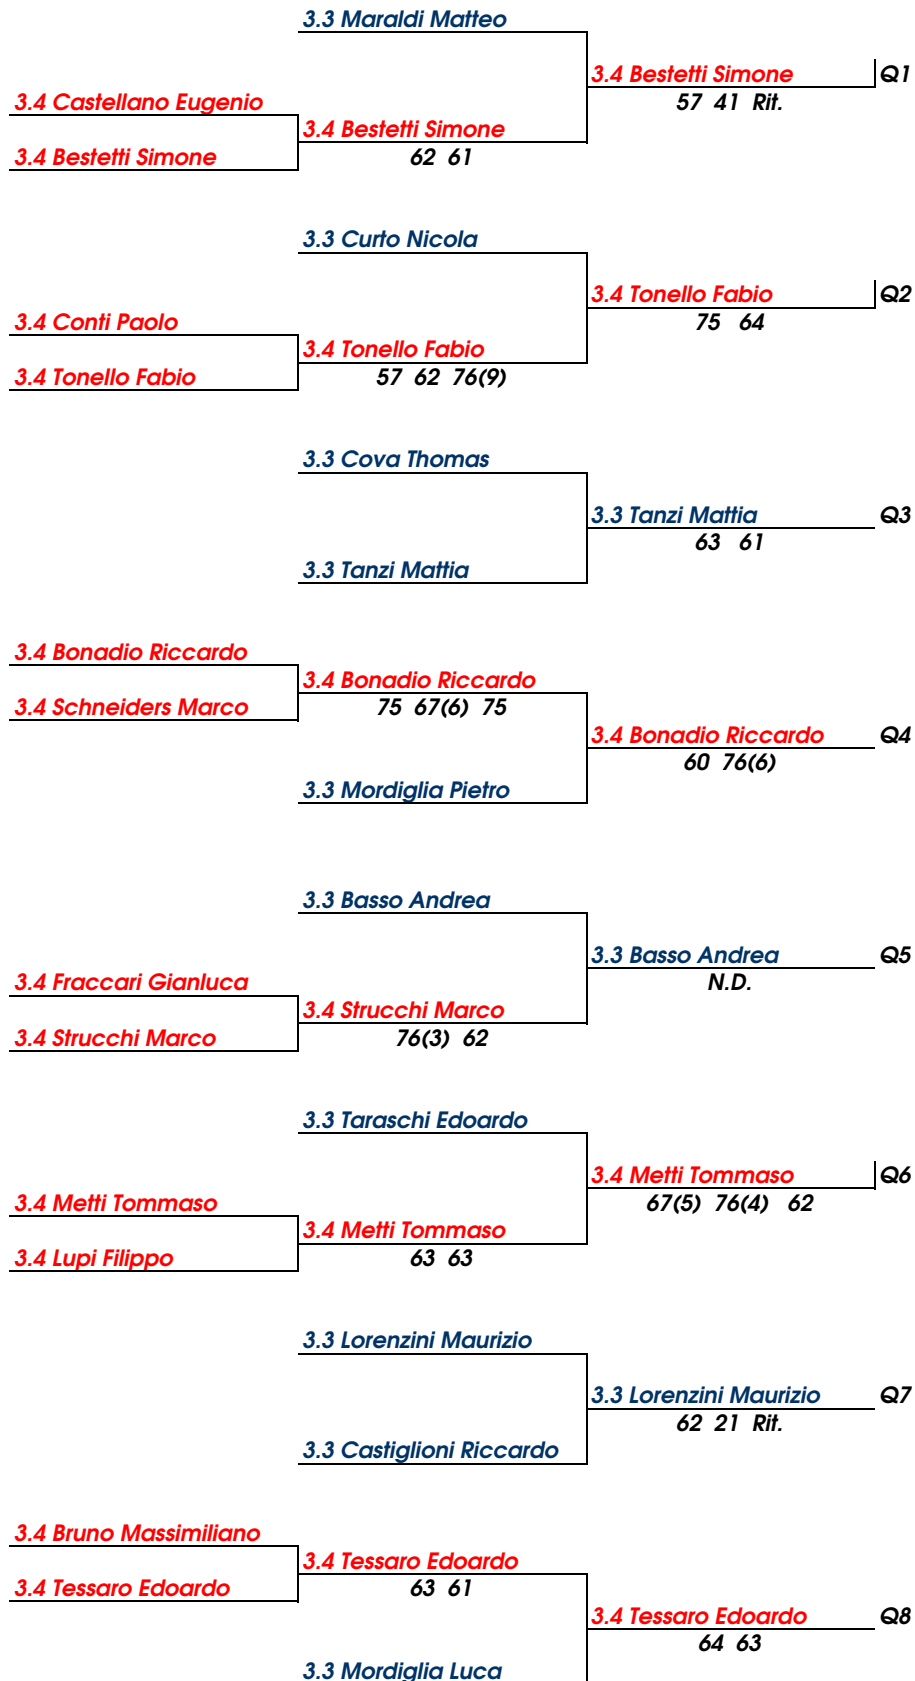 3.3 Maraldi Matteo
3.4 Bestetti Simone Q1
3.4 Castellano Eugenio
57 41 Rit.
3.4 Bestetti Simone
3.4 Bestetti Simone
62 61
3.3 Curto Nicola
3.4 Tonello Fabio Q2
3.4 Conti Paolo
75 64
3.4 Tonello Fabio
3.4 Tonello Fabio
57 62 76(9)
3.3 Cova Thomas
3.3 Tanzi Mattia Q3
63 61
3.3 Tanzi Mattia
3.4 Bonadio Riccardo
3.4 Bonadio Riccardo
3.4 Schneiders Marco
75 67(6) 75
3.4 Bonadio Riccardo Q4
60 76(6)
3.3 Mordiglia Pietro
3.3 Basso Andrea
3.3 Basso Andrea Q5
3.4 Fraccari Gianluca
N.D.
3.4 Strucchi Marco
3.4 Strucchi Marco
76(3) 62
3.3 Taraschi Edoardo
3.4 Metti Tommaso Q6
3.4 Metti Tommaso
67(5) 76(4) 62
3.4 Metti Tommaso
3.4 Lupi Filippo
63 63
3.3 Lorenzini Maurizio
3.3 Lorenzini Maurizio Q7
62 21 Rit.
3.3 Castiglioni Riccardo
3.4 Bruno Massimiliano
3.4 Tessaro Edoardo
3.4 Tessaro Edoardo
63 61
3.4 Tessaro Edoardo Q8
64 63
3.3 Mordiglia Luca